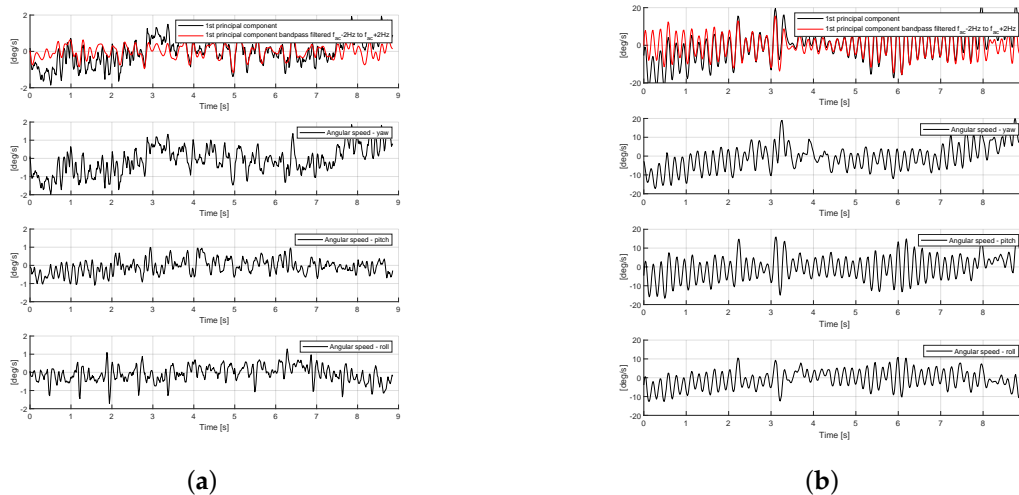 2
0
-2
[deg/s]
1st principal component
1st principal component bandpass filtered f_ac-2Hz to f_ac+2Hz
0 1 2 3 4 5 6 7 8 9
Time [s]
2
1
0
-1
-2
[deg/s]
Angular speed - yaw
0 1 2 3 4 5 6 7 8 9
Time [s]
2
1
0
-1
-2
[deg/s]
Angular speed - pitch
0 1 2 3 4 5 6 7 8 9
Time [s]
2
1
0
-1
-2
[deg/s]
Angular speed - roll
0 1 2 3 4 5 6 7 8 9
Time [s]
(a)
20
0
-20
[deg/s]
1st principal component
1st principal component bandpass filtered f_ac-2Hz to f_ac+2Hz
0 1 2 3 4 5 6 7 8
Time [s]
20
10
0
-10
-20
[deg/s]
Angular speed - yaw
0 1 2 3 4 5 6 7 8
Time [s]
20
10
0
-10
-20
[deg/s]
Angular speed - pitch
0 1 2 3 4 5 6 7 8
Time [s]
20
10
0
-10
-20
[deg/s]
Angular speed - roll
0 1 2 3 4 5 6 7 8
Time [s]
(b)